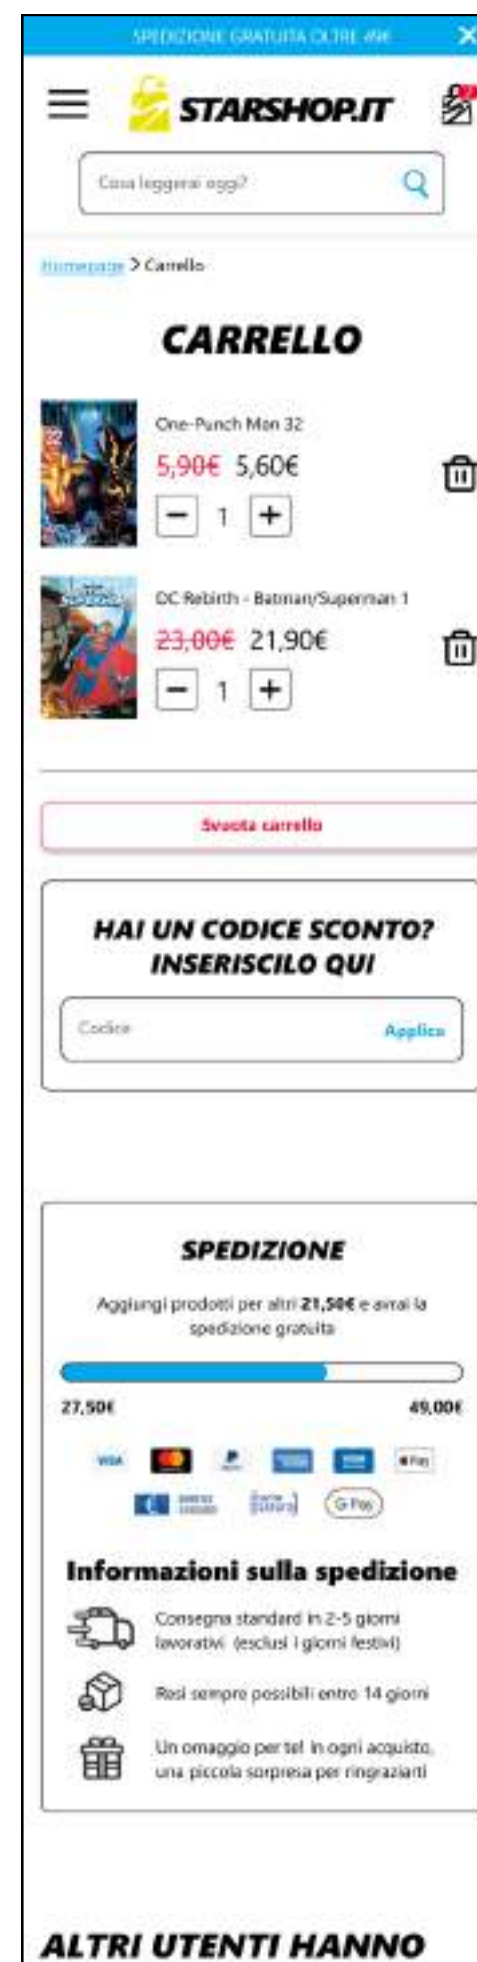 SPEDIZIONE GRATUITA OLTRE 49€
STARSHOP.IT
2
Cosa leggerai oggi?
Homepage > Carrello
CARRELLO
One-Punch Man 32
5,90€ 5,60€
1
DC Rebirth - Batman/Superman 1
23,00€ 21,90€
1
Svuota carrello
HAI UN CODICE SCONTO?
INSERISCILO QUI
Codice Applica
SPEDIZIONE
Aggiungi prodotti per altri 21,50€ e avrai la
spedizione gratuita
27,50€ 49,00€
VISA Pay
G Pay
Informazioni sulla spedizione
Consegna standard in 2-5 giorni
lavorativi (esclusi i giorni festivi)
Resi sempre possibili entro 14 giorni
Un omaggio per te! In ogni acquisto,
una piccola sorpresa per ringraziarti
ALTRI UTENTI HANNO